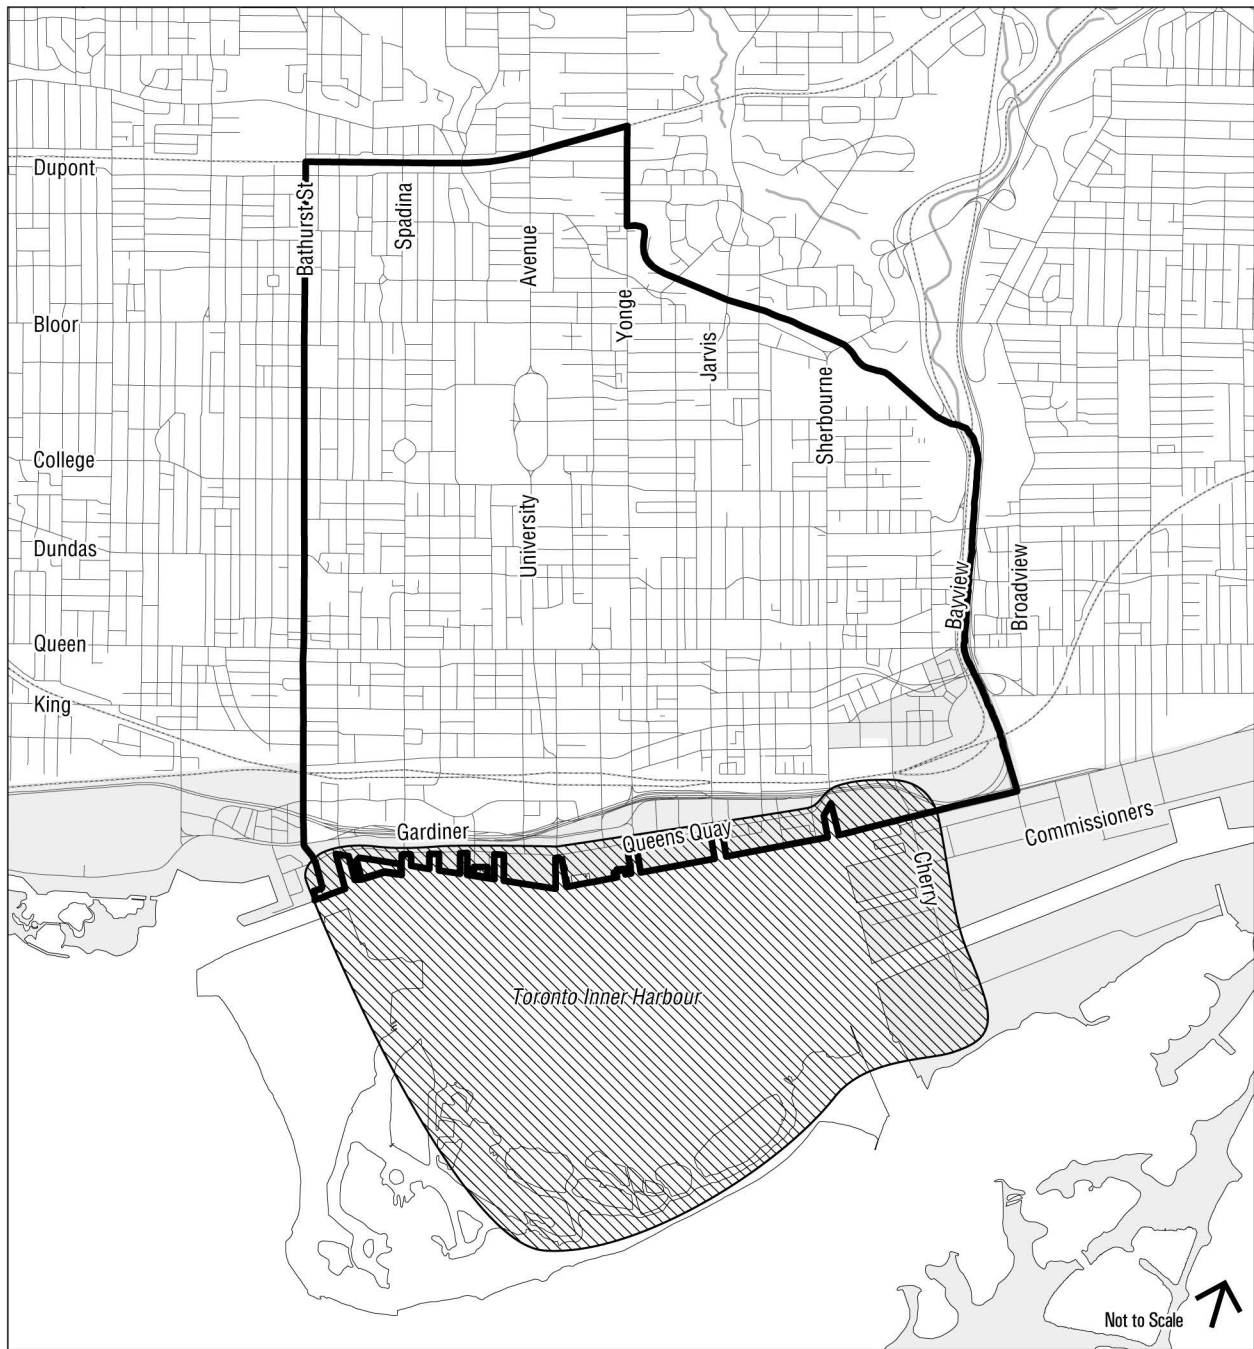 Dupont
Bathurst St
Spadina
Avenue
Yonge
Bloor
Jarvis
Sherbourne
College
University
Dundas
Bayview
Broadview
Queen
King
Gardiner
Queens Quay
Commissioners
Cherry
Toronto Inner Harbour
Not to Scale